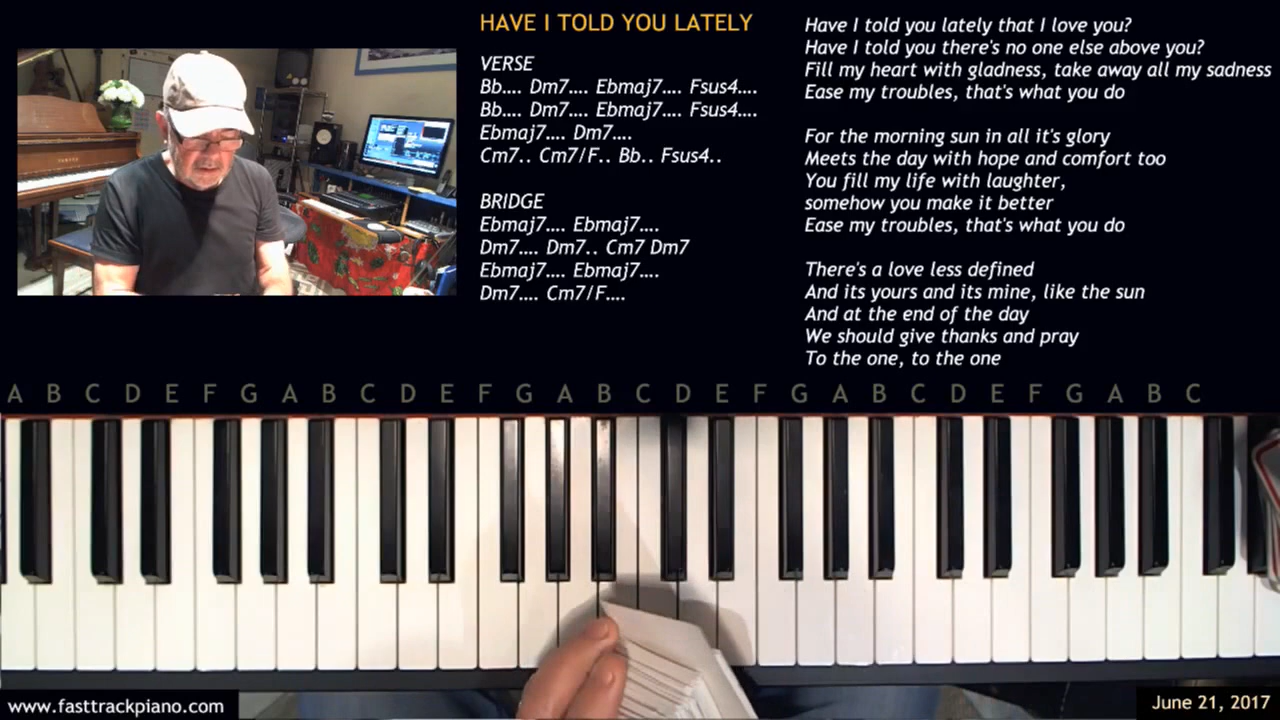 HAVE I TOLD YOU LATELY
VERSE
Bb.... Dm7.... Ebmaj7.... Fsus4....
Bb.... Dm7.... Ebmaj7.... Fsus4....
Ebmaj7.... Dm7....
Cm7.. Cm7/F.. Bb.. Fsus4..
BRIDGE
Ebmaj7.... Ebmaj7....
Dm7.... Dm7.. Cm7 Dm7
Ebmaj7.... Ebmaj7....
Dm7.... Cm7/F....
Have I told you lately that I love you?
Have I told you there's no one else above you?
Fill my heart with gladness, take away all my sadness
Ease my troubles, that's what you do
For the morning sun in all it's glory
Meets the day with hope and comfort too
You fill my life with laughter,
somehow you make it better
Ease my troubles, that's what you do
There's a love less defined
And its yours and its mine, like the sun
And at the end of the day
We should give thanks and pray
To the one, to the one
A B C D E F G A B C D E F G A B C D E F G A B C D E F G A B C
www.fasttrackpiano.com
June 21, 2017